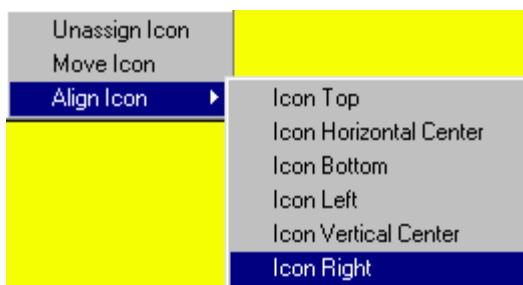 Unassign Icon
Move Icon
Align Icon
Icon Top
Icon Horizontal Center
Icon Bottom
Icon Left
Icon Vertical Center
Icon Right